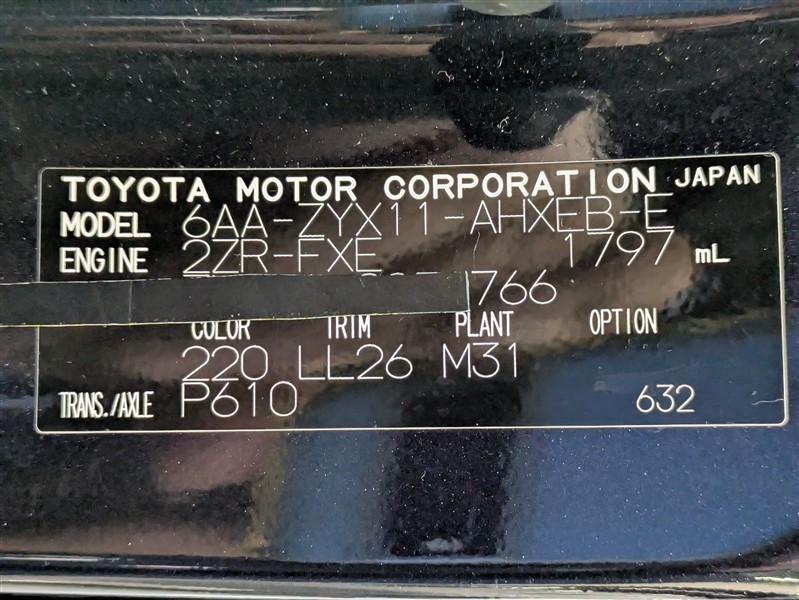 TOYOTA MOTOR CORPORATION JAPAN
MODEL 6AA-ZYX11-AHXEB-E
ENGINE 2ZR-FXE 1797 mL
766
COLOR TRIM PLANT OPTION
220 LL26 M31
TRANS./AXLE P610 632